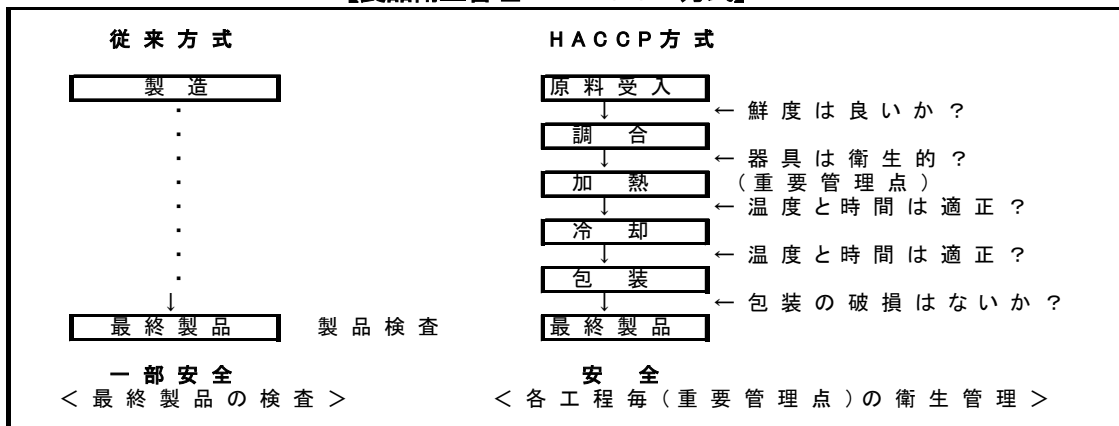 従来方式
製造
・
・
・
・
・
・
・
・
↓
最終製品 製品検査
一部安全
＜最終製品の検査＞
ＨＡＣＣＰ方式
原料受入
↓ ← 鮮度は良いか？
調合
↓ ← 器具は衛生的？
加熱 （重要管理点）
↓ ← 温度と時間は適正？
冷却
↓ ← 温度と時間は適正？
包装
↓ ← 包装の破損はないか？
最終製品
安全
＜各工程毎（重要管理点）の衛生管理＞